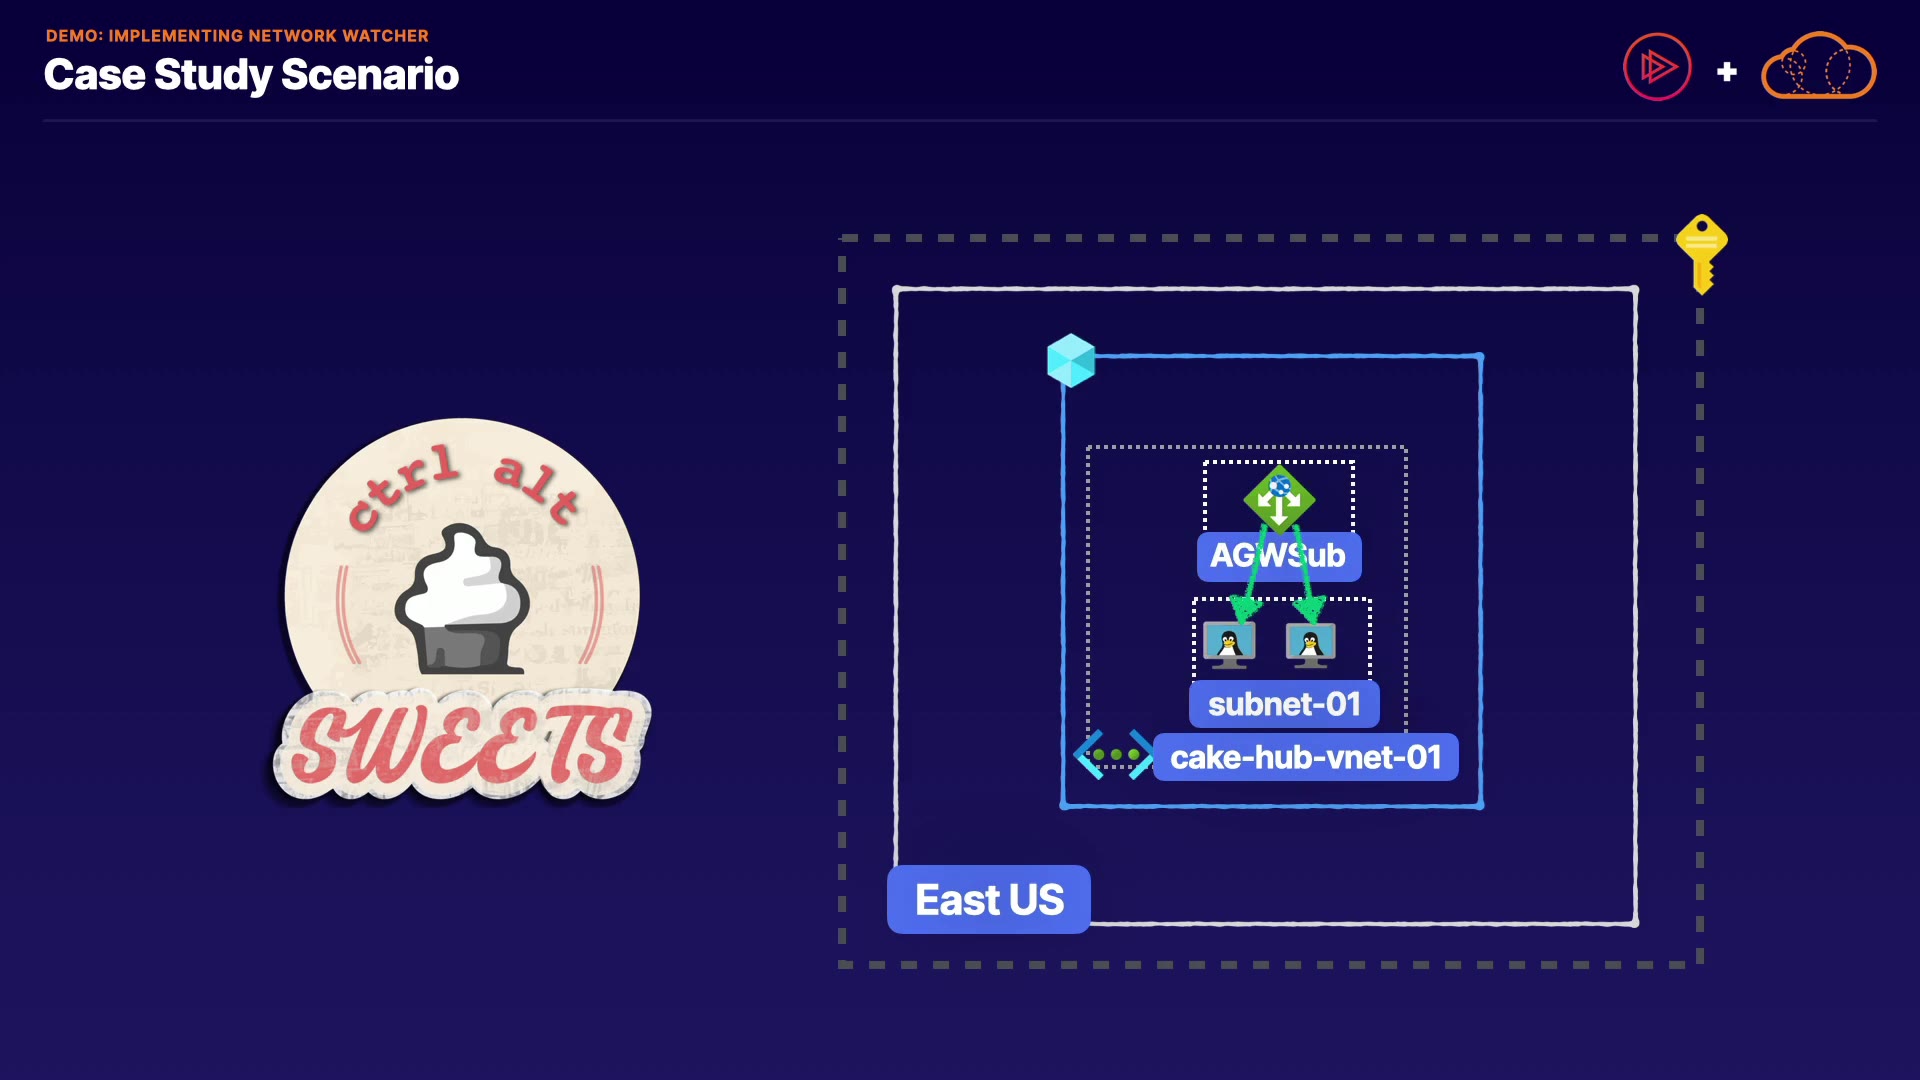 DEMO: IMPLEMENTING NETWORK WATCHER
Case Study Scenario
ctrl alt
SWEETS
AGWSub
subnet-01
cake-hub-vnet-01
East US